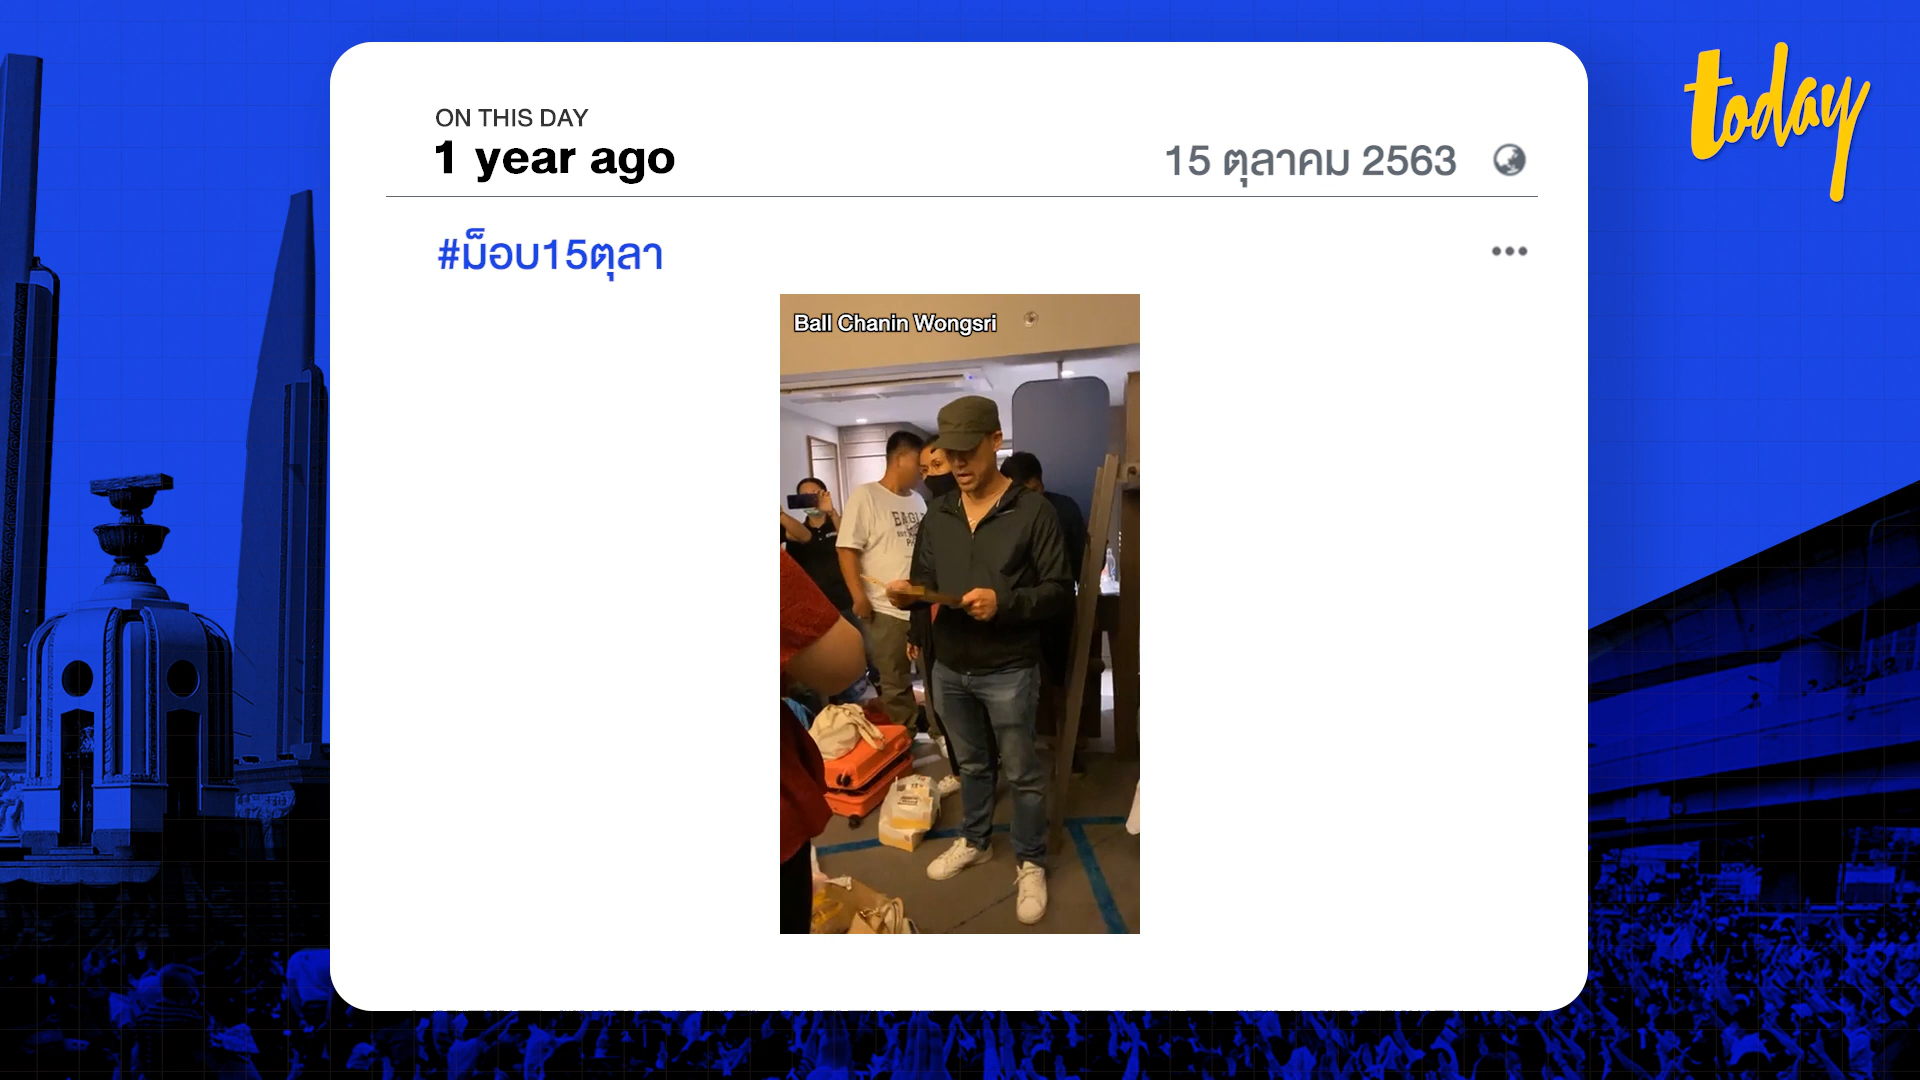 ON THIS DAY
1 year ago
15 ตุลาคม 2563
today
#ม็อบ15ตุลา
Ball Chanin Wongsri
EAGL